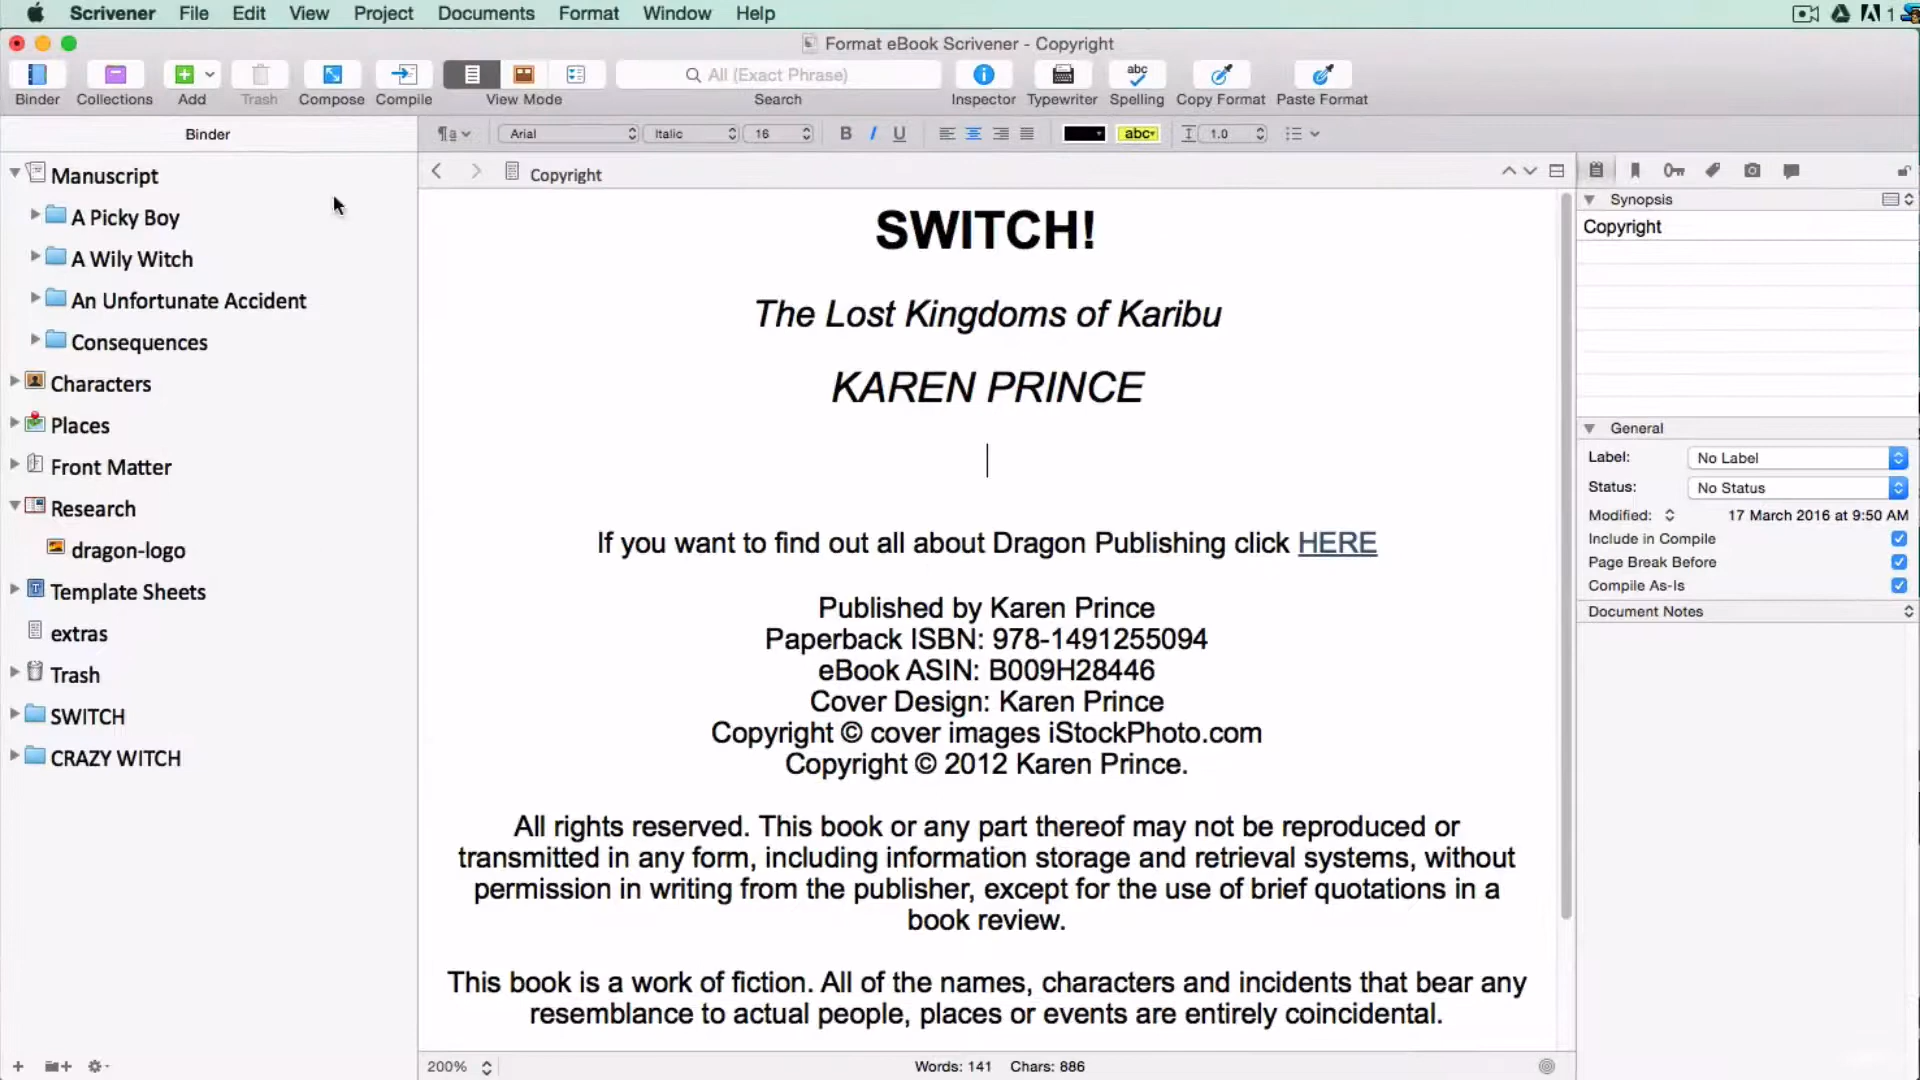 Scrivener File Edit View Project Documents Format Window Help 1
Format eBook Scrivener - Copyright
All (Exact Phrase) abc
Binder Collections Add Trash Compose Compile View Mode Search Inspector Typewriter Spelling Copy Format Paste Format
Binder
¶a Arial Italic 16 B I U abc 1.0
Copyright
Manuscript
A Picky Boy
A Wily Witch
An Unfortunate Accident
Consequences
Characters
Places
Front Matter
Research
dragon-logo
Template Sheets
extras
Trash
SWITCH
CRAZY WITCH
SWITCH!
The Lost Kingdoms of Karibu
KAREN PRINCE
If you want to find out all about Dragon Publishing click HERE
Published by Karen Prince
Paperback ISBN: 978-1491255094
eBook ASIN: B009H28446
Cover Design: Karen Prince
Copyright © cover images iStockPhoto.com
Copyright © 2012 Karen Prince.
All rights reserved. This book or any part thereof may not be reproduced or
transmitted in any form, including information storage and retrieval systems, without
permission in writing from the publisher, except for the use of brief quotations in a
book review.
This book is a work of fiction. All of the names, characters and incidents that bear any
resemblance to actual people, places or events are entirely coincidental.
200% Words: 141 Chars: 886
Synopsis
Copyright
General
Label: No Label
Status: No Status
Modified: 17 March 2016 at 9:50 AM
Include in Compile
Page Break Before
Compile As-Is
Document Notes